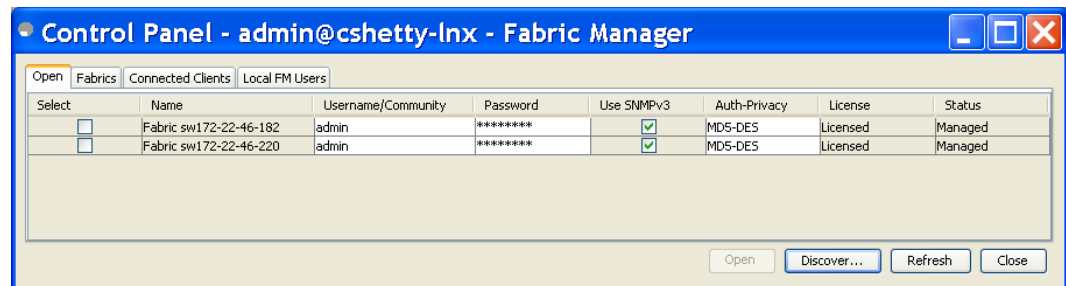 Control Panel - admin@cshetty-lnx - Fabric Manager
Open Fabrics Connected Clients Local FM Users
Select Name Username/Community Password Use SNMPv3 Auth-Privacy License Status
Fabric sw172-22-46-182 admin ******** MD5-DES Licensed Managed
Fabric sw172-22-46-220 admin ******** MD5-DES Licensed Managed
Open Discover... Refresh Close